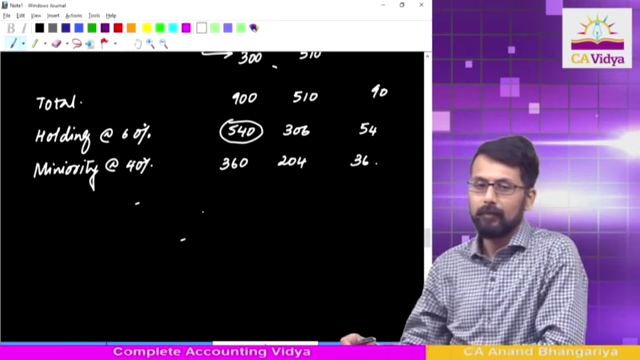 Note1 - Windows Journal
File Edit View Insert Actions Tools Help
B I
300 510
Total. 900 510 90
Holding @ 60% 540 306 54
Miniority @ 40% 360 204 36.
CA Vidya
Complete Accounting Vidya CA Anand Bhangariya